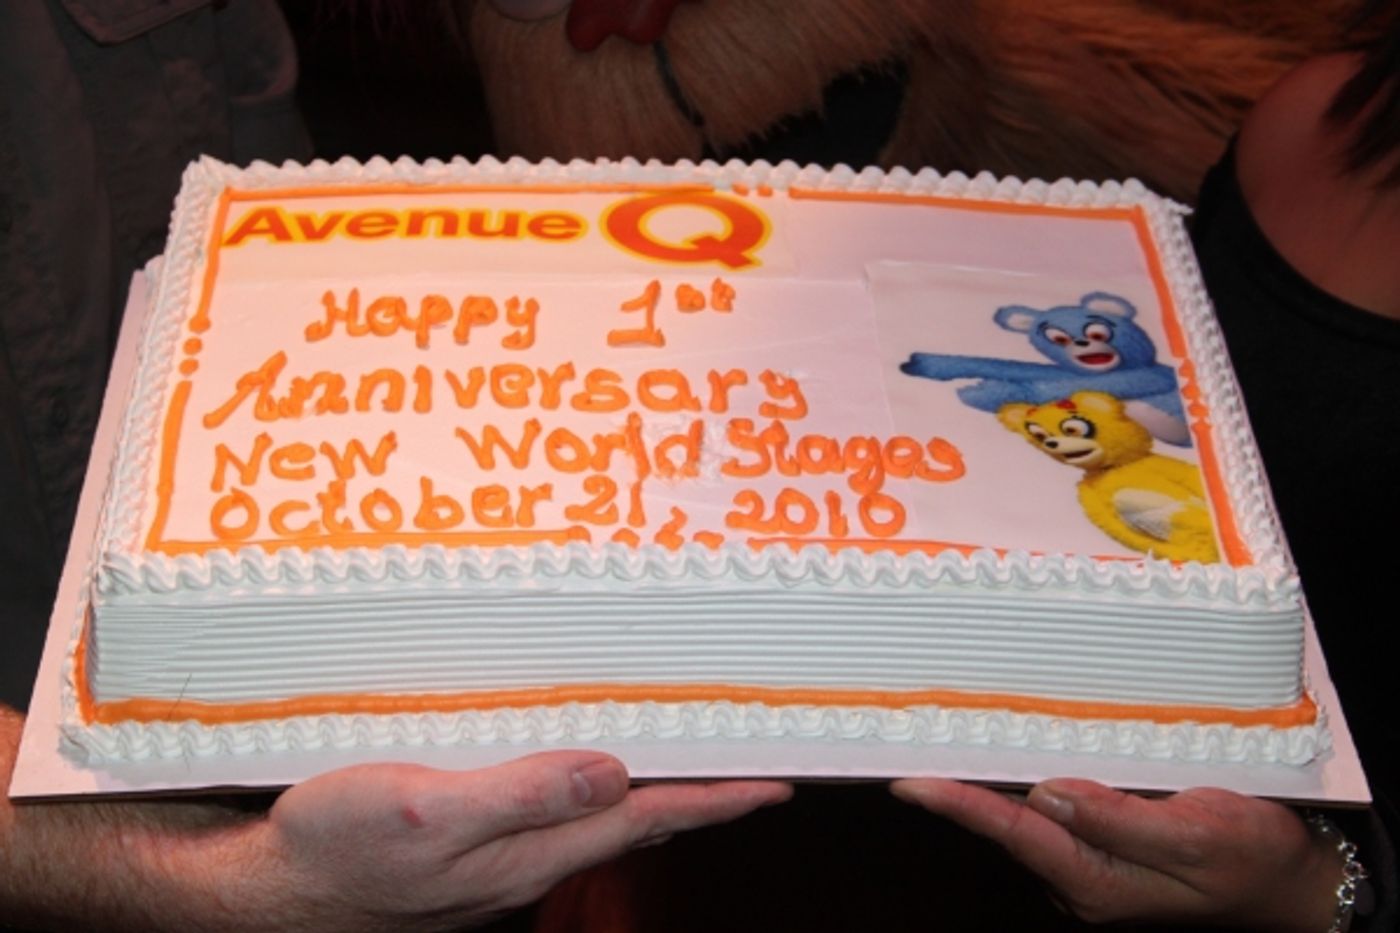 Avenue Q
Happy 1st
Anniversary
New World Stages
October 21, 2010